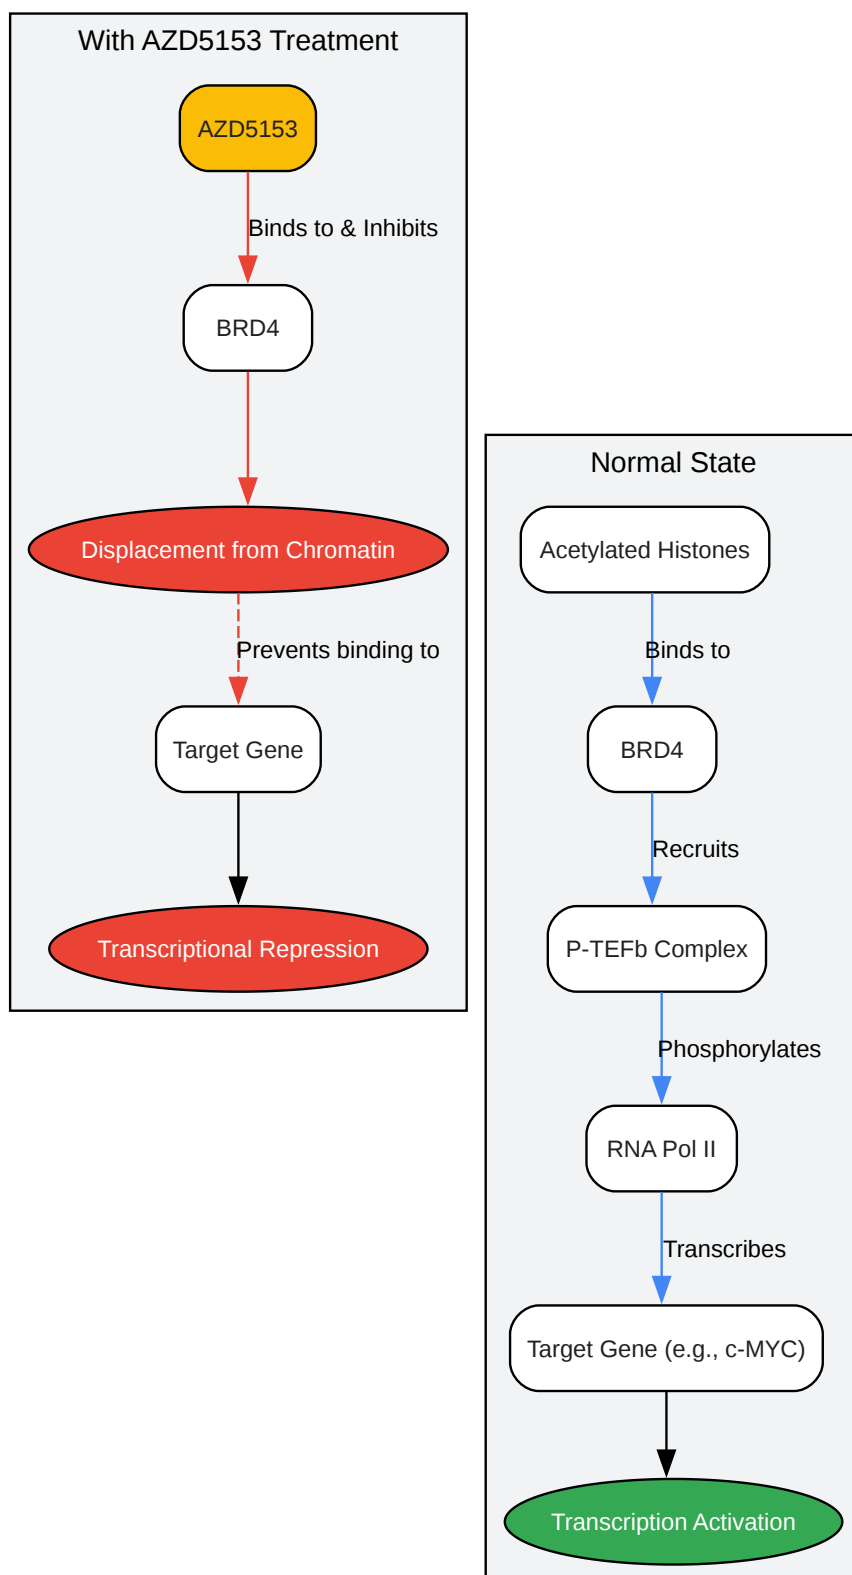 With AZD5153 Treatment
AZD5153
Binds to & Inhibits
BRD4
Displacement from Chromatin
Prevents binding to
Target Gene
Transcriptional Repression
Normal State
Acetylated Histones
Binds to
BRD4
Recruits
P-TEFb Complex
Phosphorylates
RNA Pol II
Transcribes
Target Gene (e.g., c-MYC)
Transcription Activation